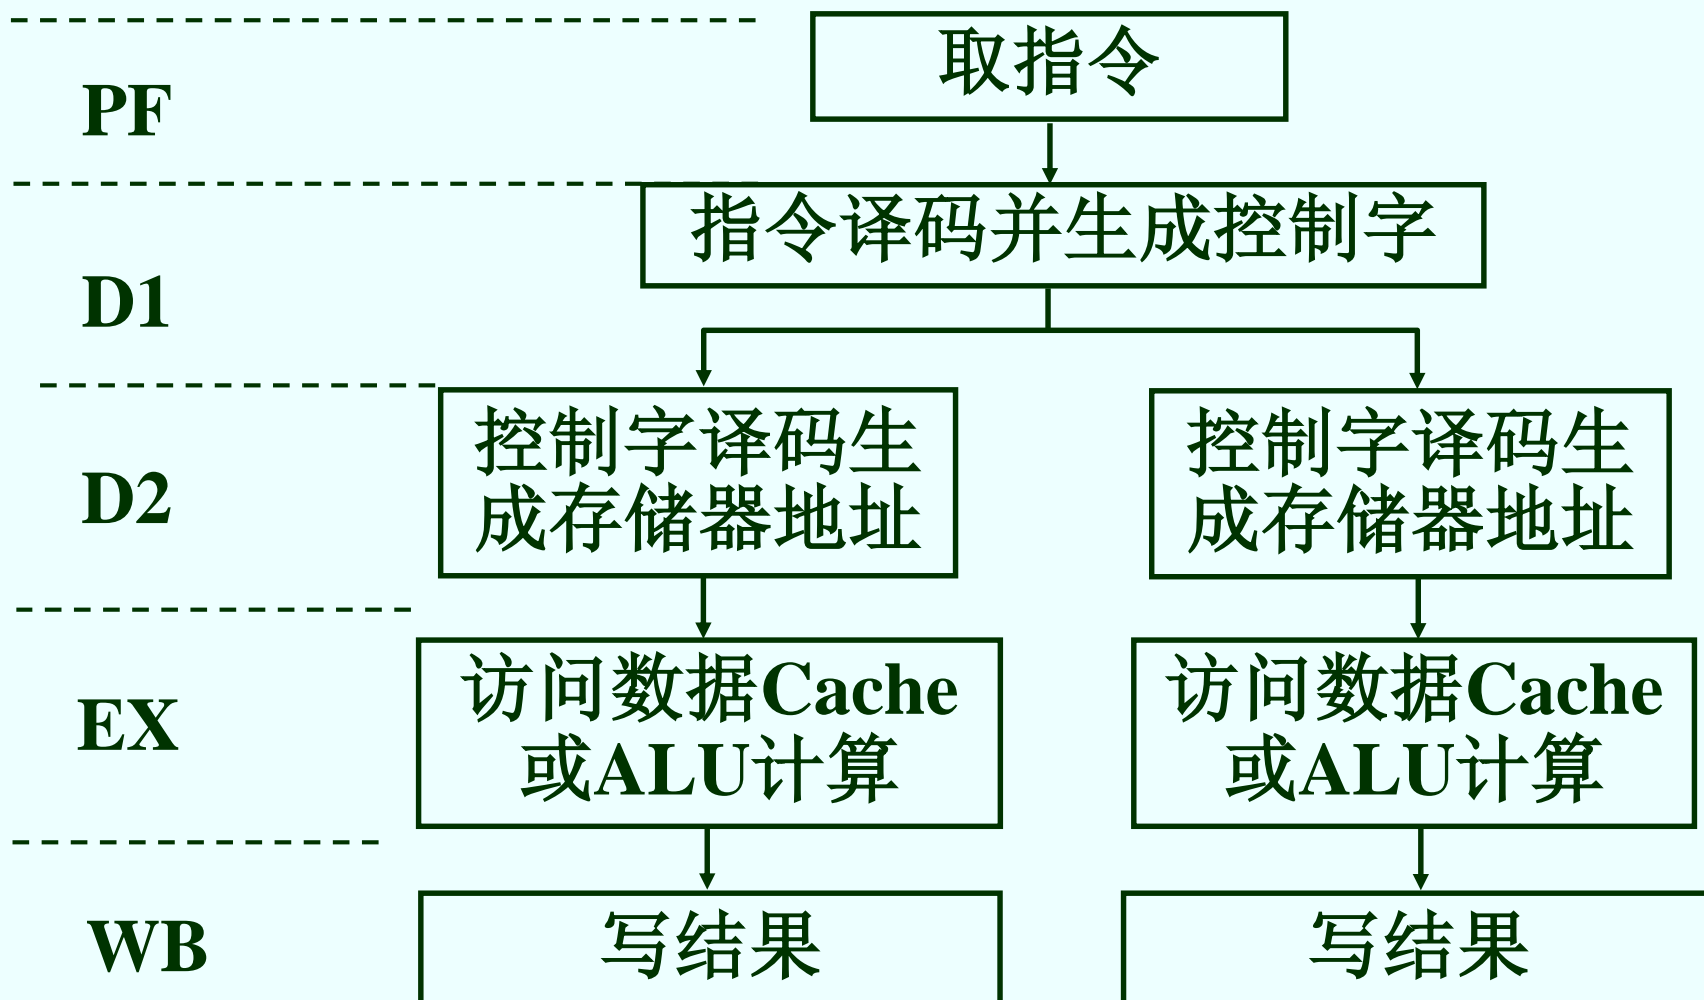 取指令
PF
指令译码并生成控制字
D1
控制字译码生
成存储器地址
控制字译码生
成存储器地址
D2
访问数据Cache
或ALU计算
访问数据Cache
或ALU计算
EX
写结果
写结果
WB